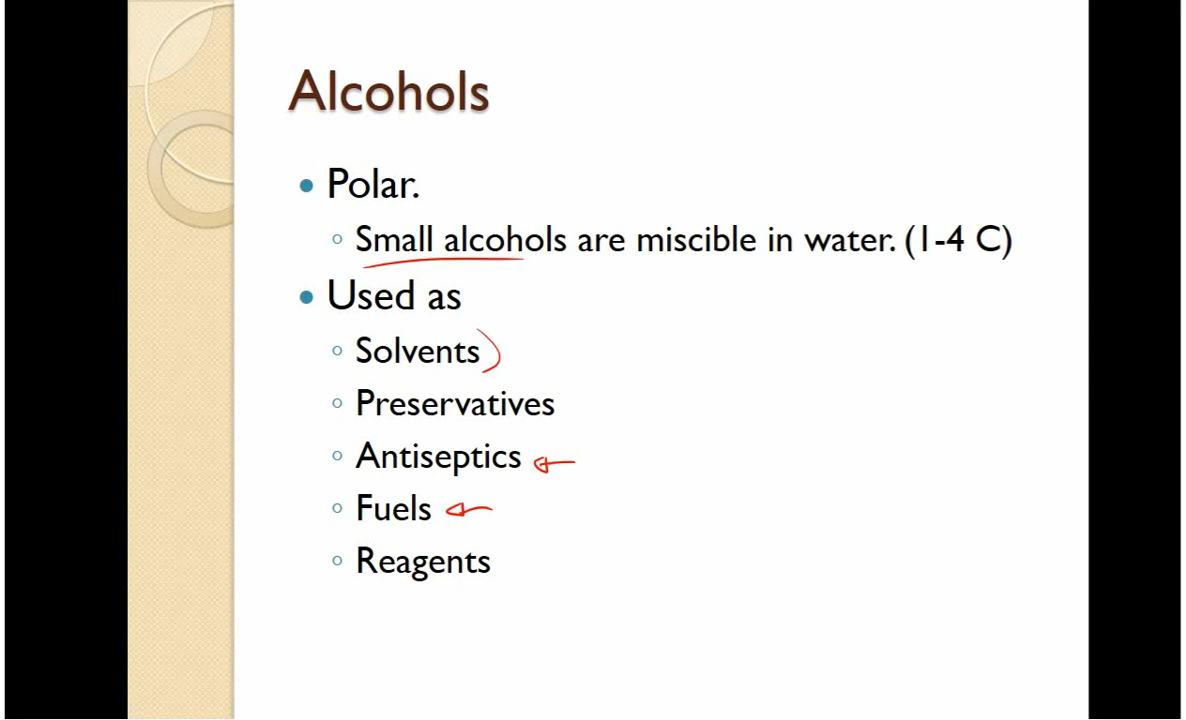 Alcohols
Polar.
Small alcohols are miscible in water. (1-4 C)
Used as
Solvents
Preservatives
Antiseptics
Fuels
Reagents